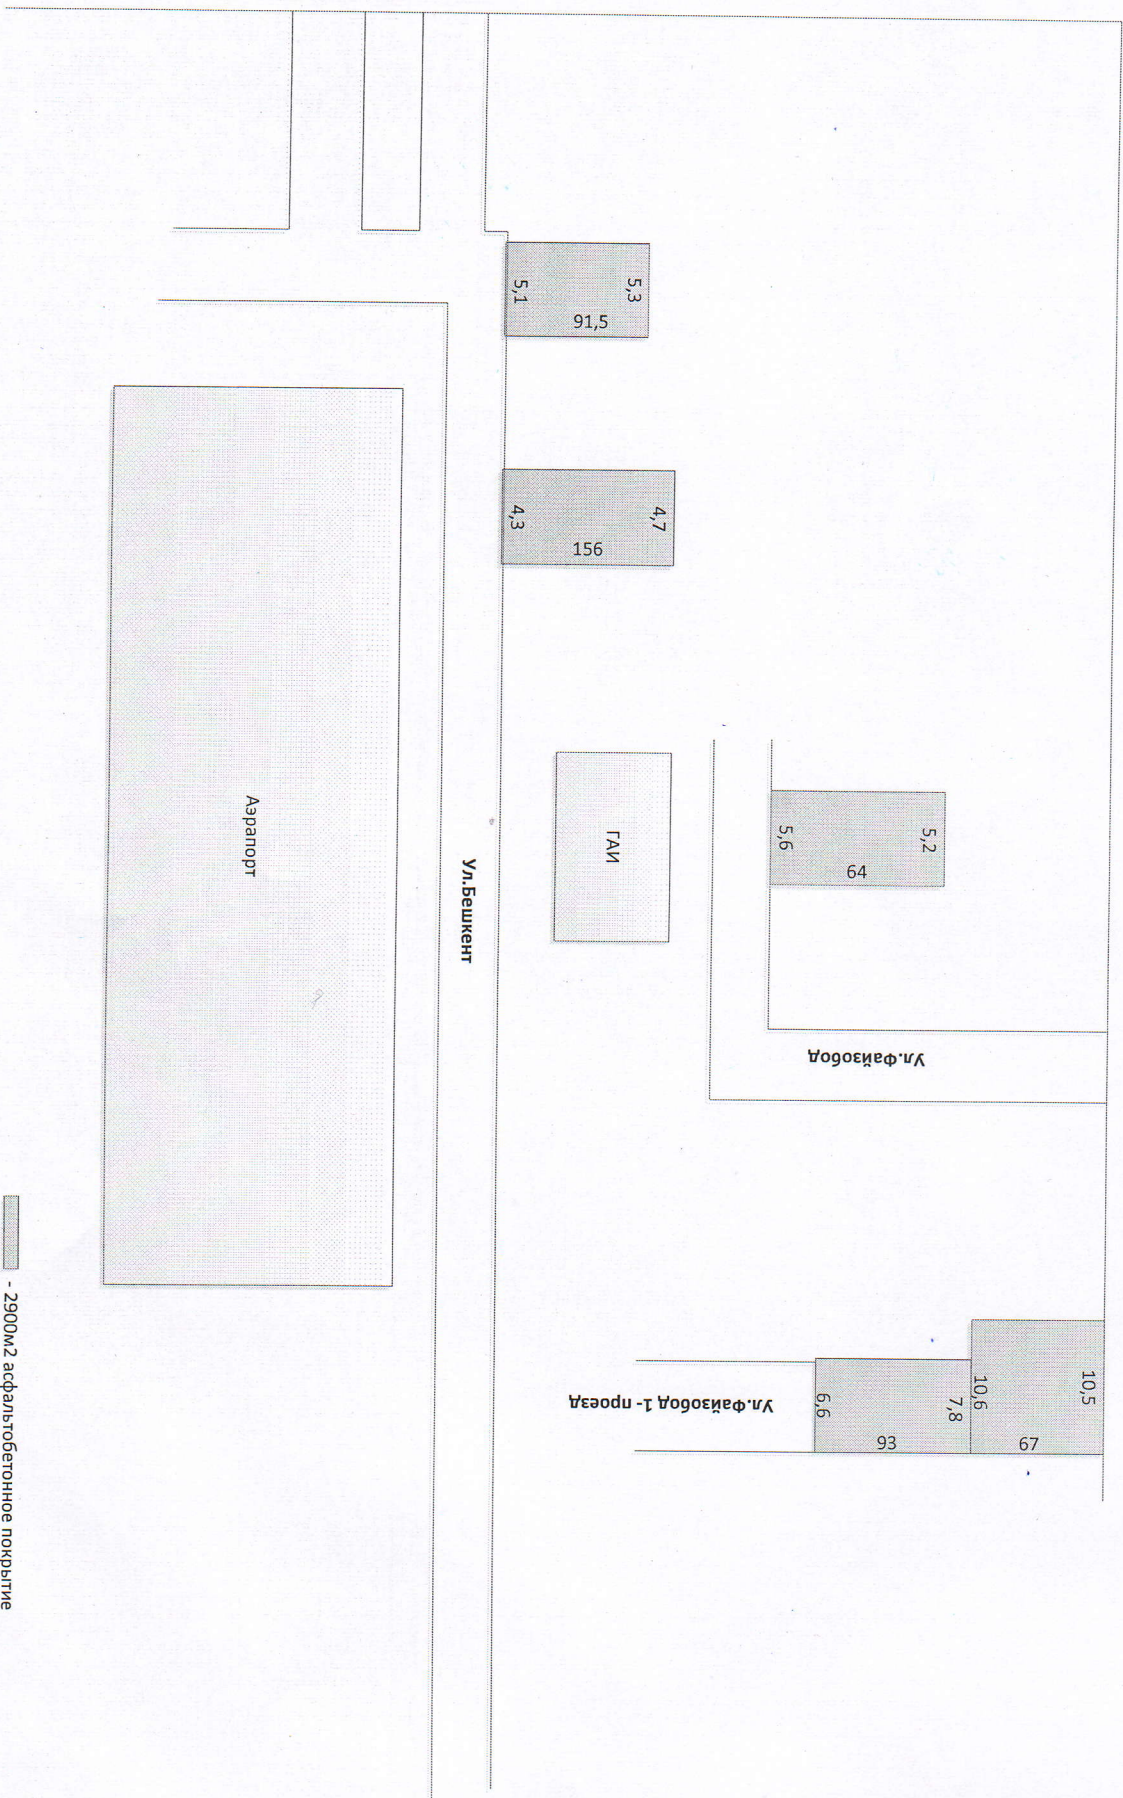 5,3
91,5
5,1
4,7
156
4,3
5,2
64
5,6
10,5
67
10,6
7,8
93
6,6
Ул.Файзобод
Ул.Файзобод 1- проезд
ГАИ
Ул.Бешкент
Аэрапорт
- 2900м2 асфальтобетонное покрытие